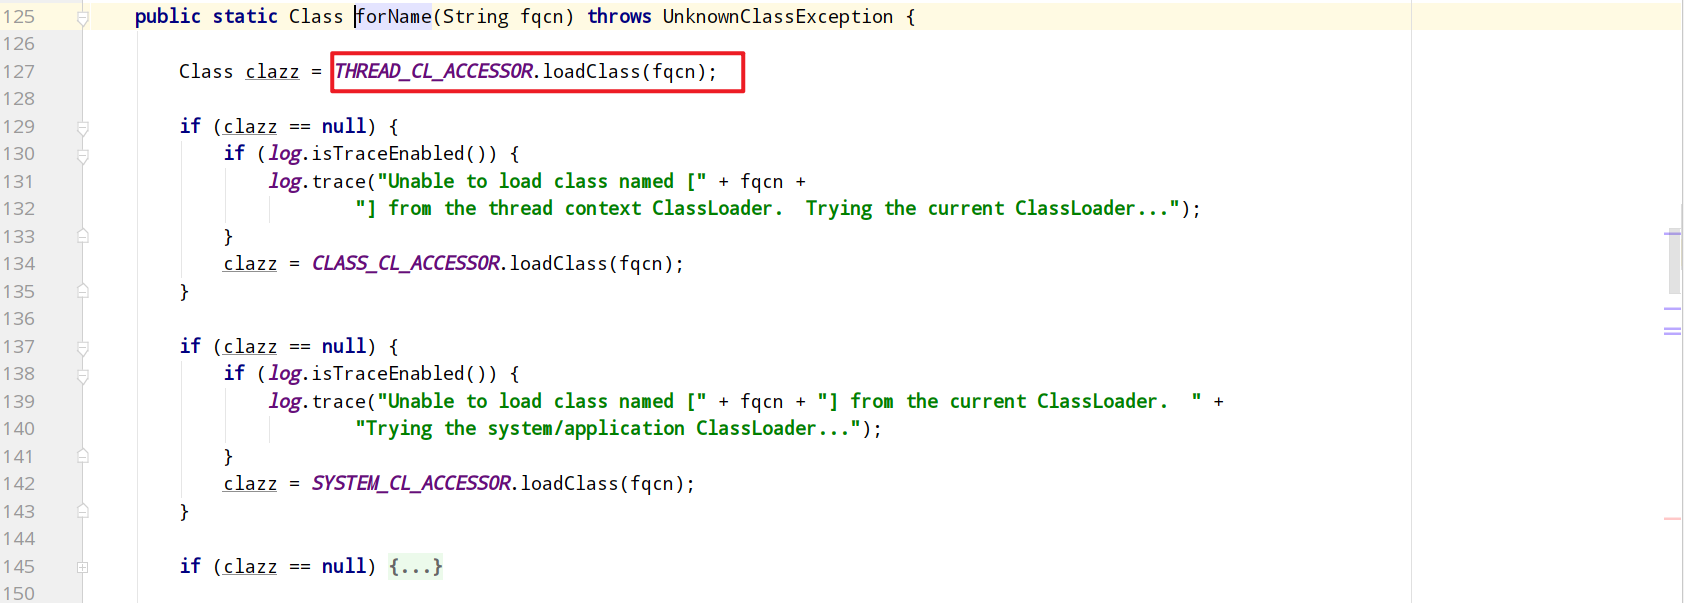 125 public static Class forName(String fqcn) throws UnknownClassException {
126
127 Class clazz = THREAD_CL_ACCESSOR.loadClass(fqcn);
128
129 if (clazz == null) {
130 if (log.isTraceEnabled()) {
131 log.trace("Unable to load class named [" + fqcn +
132 "] from the thread context ClassLoader.  Trying the current ClassLoader...");
133 }
134 clazz = CLASS_CL_ACCESSOR.loadClass(fqcn);
135 }
136
137 if (clazz == null) {
138 if (log.isTraceEnabled()) {
139 log.trace("Unable to load class named [" + fqcn + "] from the current ClassLoader.  " +
140 "Trying the system/application ClassLoader...");
141 }
142 clazz = SYSTEM_CL_ACCESSOR.loadClass(fqcn);
143 }
144
145 if (clazz == null) {...}
150